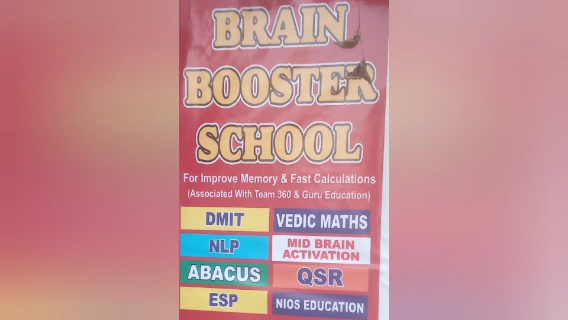 BRAIN
BOOSTER
SCHOOL
For Improve Memory & Fast Calculations
(Associated With Team 360 & Guru Education)
DMIT
VEDIC MATHS
NLP
MID BRAIN
ACTIVATION
ABACUS
QSR
ESP
NIOS EDUCATION